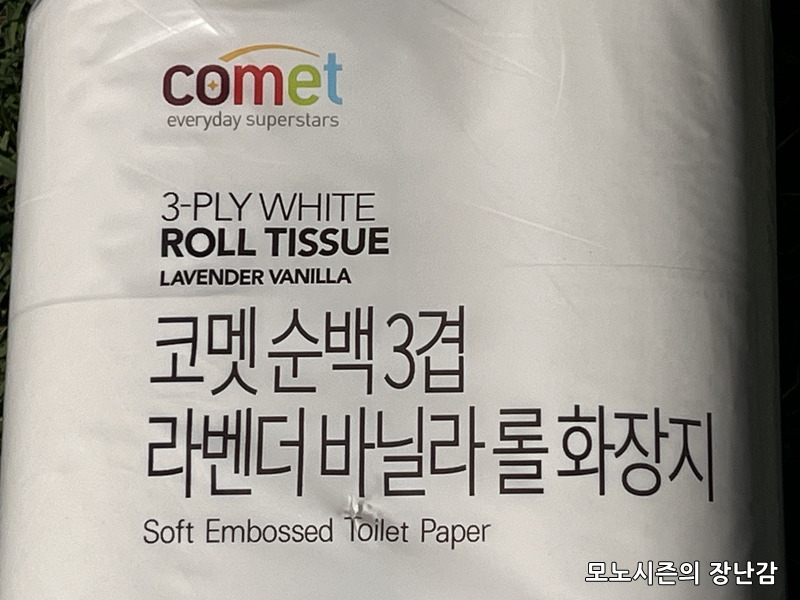 comet
everyday superstars
3-PLY WHITE
ROLL TISSUE
LAVENDER VANILLA
코멧 순백 3겹
라벤더 바닐라 롤 화장지
Soft Embossed Toilet Paper
모노시즌의 장난감